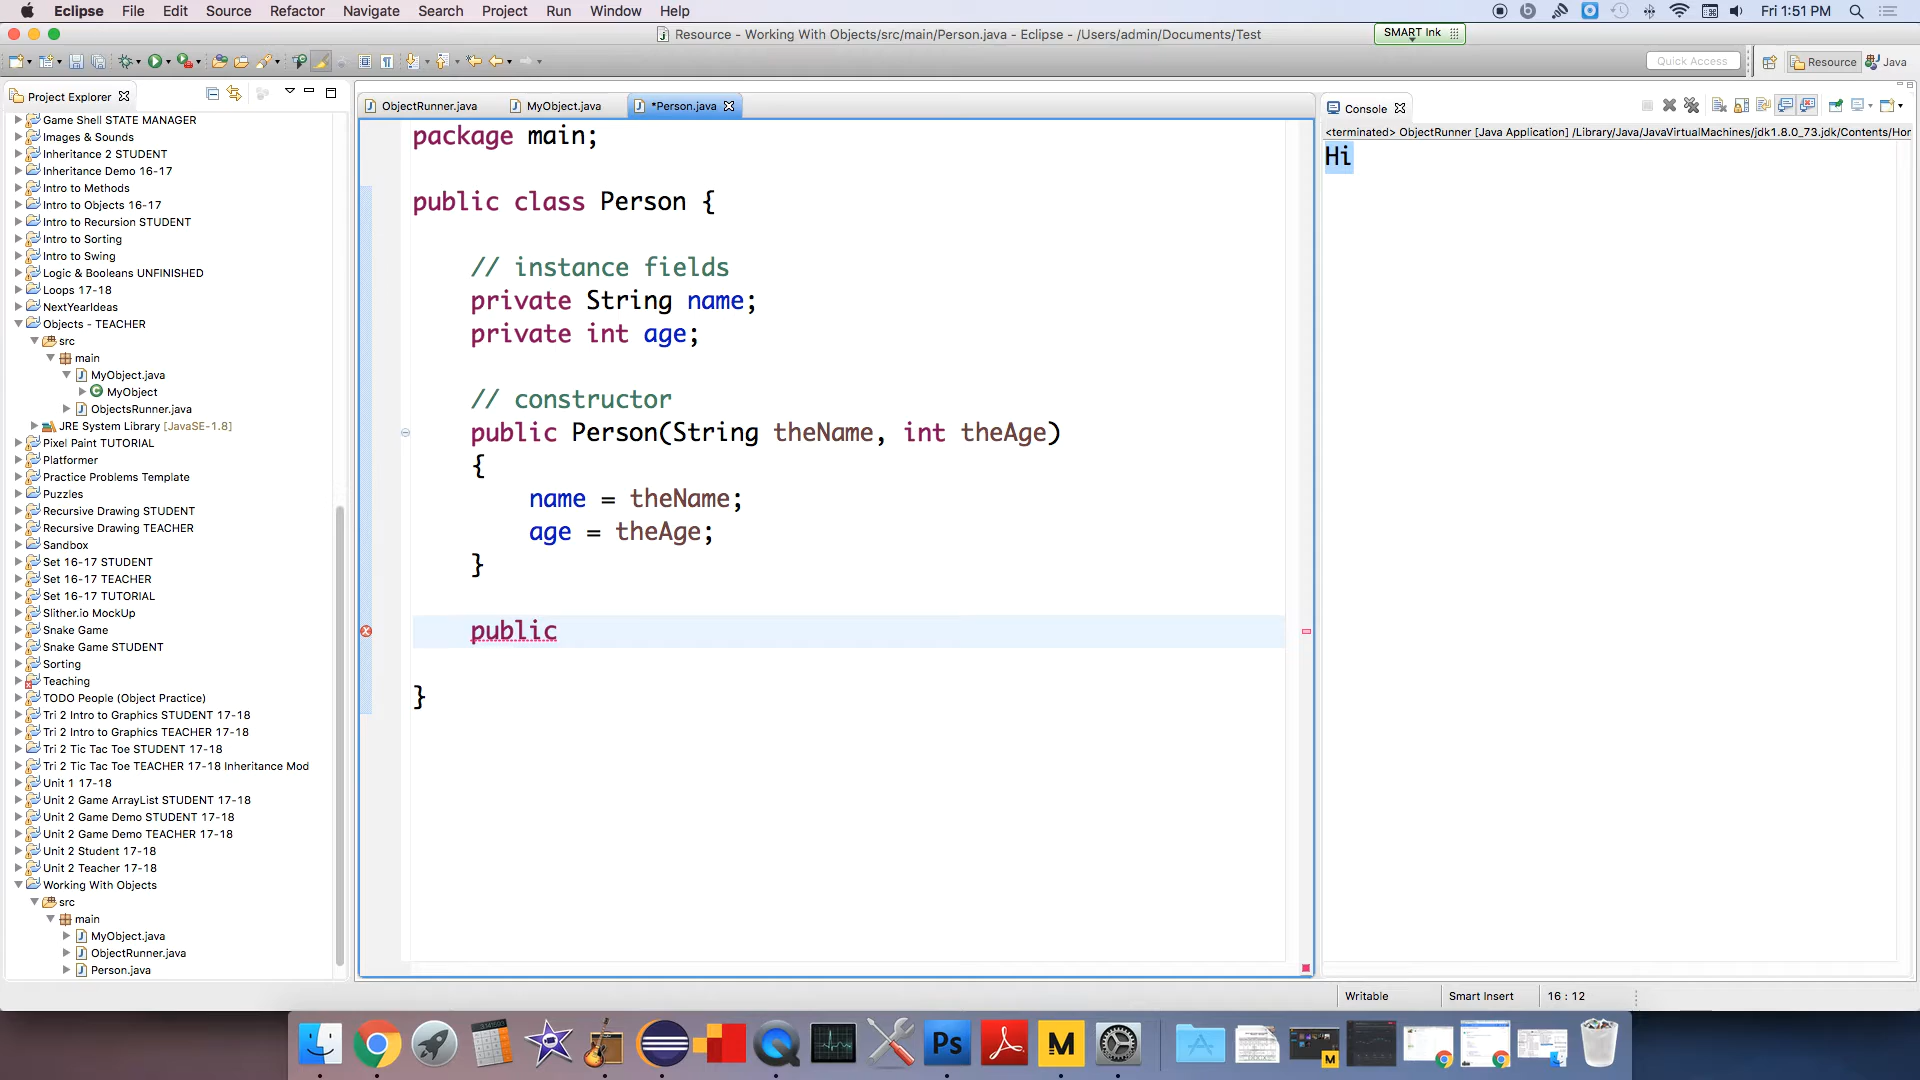 Eclipse File Edit Source Refactor Navigate Search Project Run Window Help Fri 1:51 PM
Resource - Working With Objects/src/main/Person.java - Eclipse - /Users/admin/Documents/Test
SMART Ink
Quick Access
Resource
Java
Project Explorer
Game Shell STATE MANAGER
Images & Sounds
Inheritance 2 STUDENT
Inheritance Demo 16-17
Intro to Methods
Intro to Objects 16-17
Intro to Recursion STUDENT
Intro to Sorting
Intro to Swing
Logic & Booleans UNFINISHED
Loops 17-18
NextYearIdeas
Objects - TEACHER
src
main
MyObject.java
MyObject
ObjectsRunner.java
JRE System Library [JavaSE-1.8]
Pixel Paint TUTORIAL
Platformer
Practice Problems Template
Puzzles
Recursive Drawing STUDENT
Recursive Drawing TEACHER
Sandbox
Set 16-17 STUDENT
Set 16-17 TEACHER
Set 16-17 TUTORIAL
Slither.io MockUp
Snake Game
Snake Game STUDENT
Sorting
Teaching
TODO People (Object Practice)
Tri 2 Intro to Graphics STUDENT 17-18
Tri 2 Intro to Graphics TEACHER 17-18
Tri 2 Tic Tac Toe STUDENT 17-18
Tri 2 Tic Tac Toe TEACHER 17-18 Inheritance Mod
Unit 1 17-18
Unit 2 Game ArrayList STUDENT 17-18
Unit 2 Game Demo STUDENT 17-18
Unit 2 Game Demo TEACHER 17-18
Unit 2 Student 17-18
Unit 2 Teacher 17-18
Working With Objects
src
main
MyObject.java
ObjectRunner.java
Person.java
ObjectRunner.java MyObject.java *Person.java
package main;
public class Person {
// instance fields
private String name;
private int age;
// constructor
public Person(String theName, int theAge)
{
name = theName;
age = theAge;
}
public
}
Console
<terminated> ObjectRunner [Java Application] /Library/Java/JavaVirtualMachines/jdk1.8.0_73.jdk/Contents/Hor
Hi
Writable Smart Insert 16 : 12
Ps
M